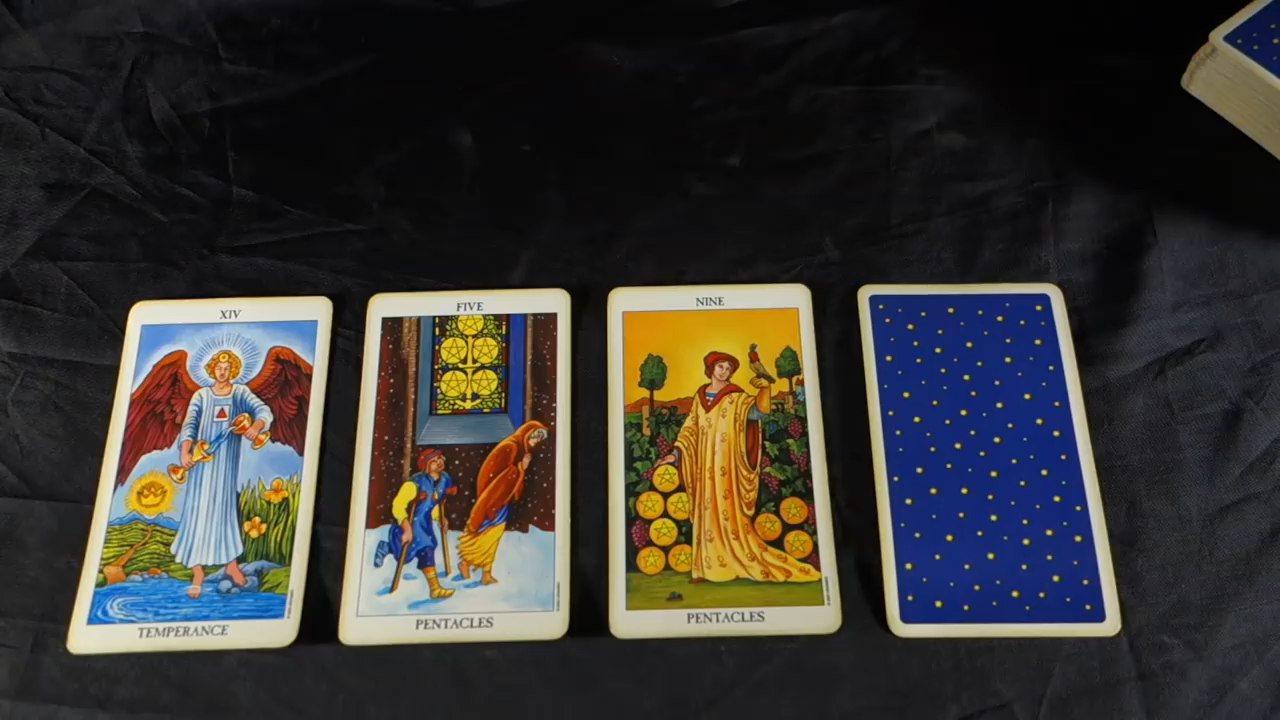 XIV
TEMPERANCE
FIVE
PENTACLES
NINE
PENTACLES